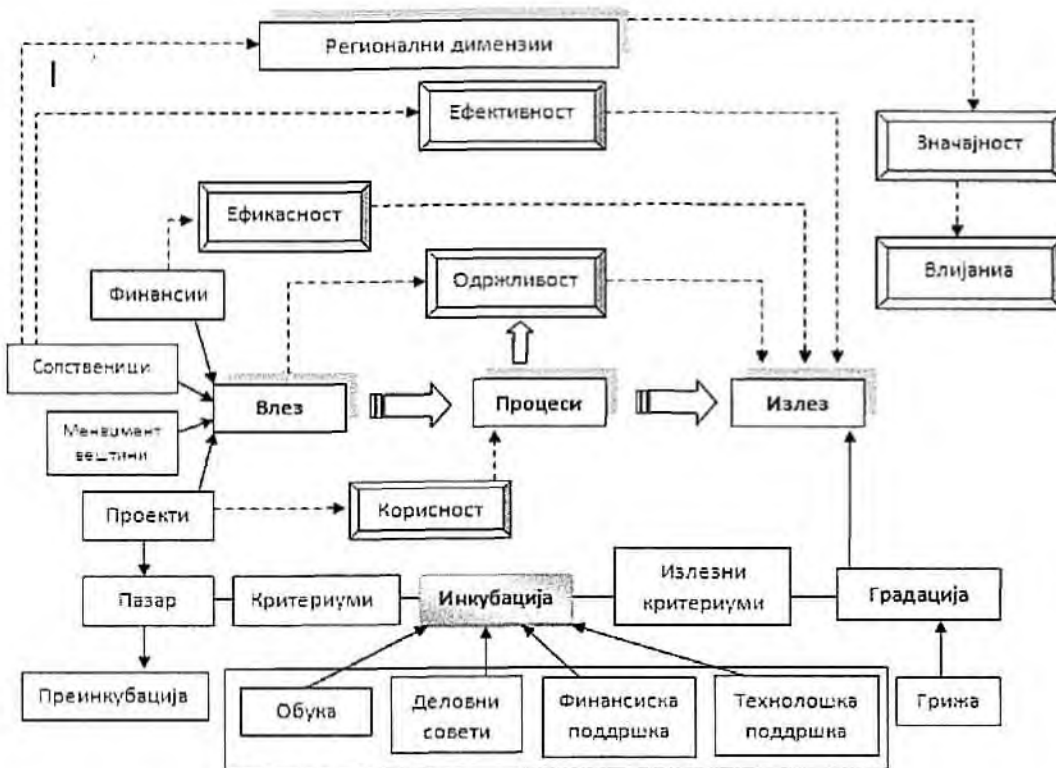 Регионални димензии
Ефективност
Значајност
Ефикасност
Одржливост
Влијаниа
Финансии
Сопственици
Влез
Процеси
Излез
Менаџмент
вештини
Проекти
Корисност
Пазар
Критериуми
Инкубација
Излезни
критериуми
Градација
Преинкубација
Обука
Деловни
совети
Финансиска
поддршка
Технолошка
поддршка
Грижа